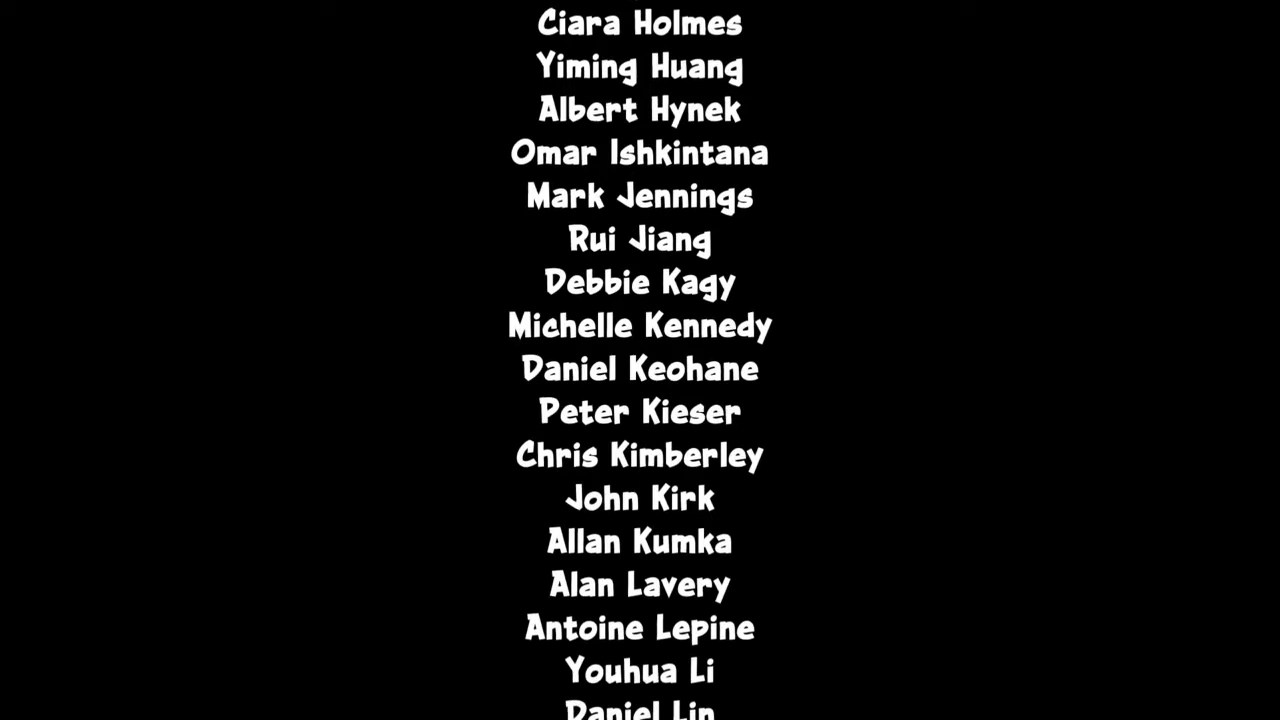 Ciara Holmes
Yiming Huang
Albert Hynek
Omar Ishkintana
Mark Jennings
Rui Jiang
Debbie Kagy
Michelle Kennedy
Daniel Keohane
Peter Kieser
Chris Kimberley
John Kirk
Allan Kumka
Alan Lavery
Antoine Lepine
Youhua Li
Daniel Lin